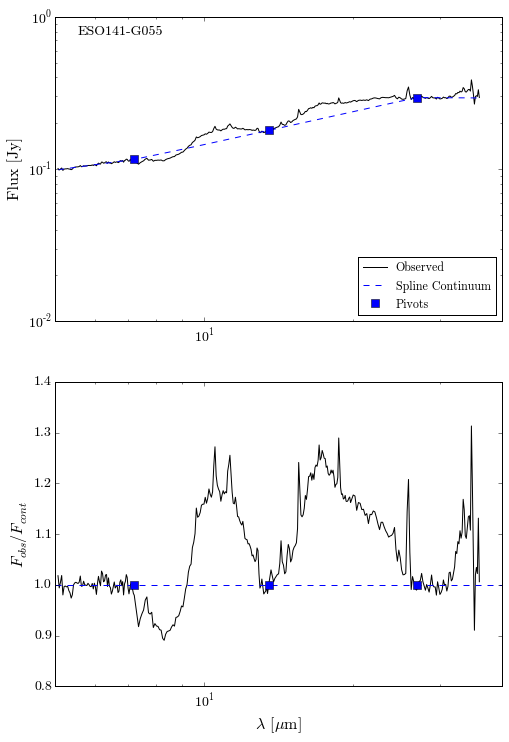 ESO141-G055
10^0
10^-1
10^-2
Flux [Jy]
Observed
Spline Continuum
Pivots
10^1
1.4
1.3
1.2
1.1
1.0
0.9
0.8
F_obs/F_cont
10^1
λ [μm]